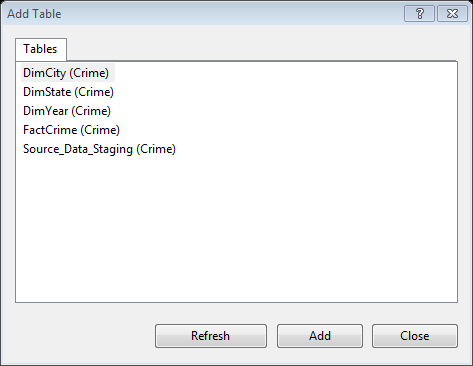 Add Table
Tables
DimCity (Crime)
DimState (Crime)
DimYear (Crime)
FactCrime (Crime)
Source_Data_Staging (Crime)
Refresh Add Close